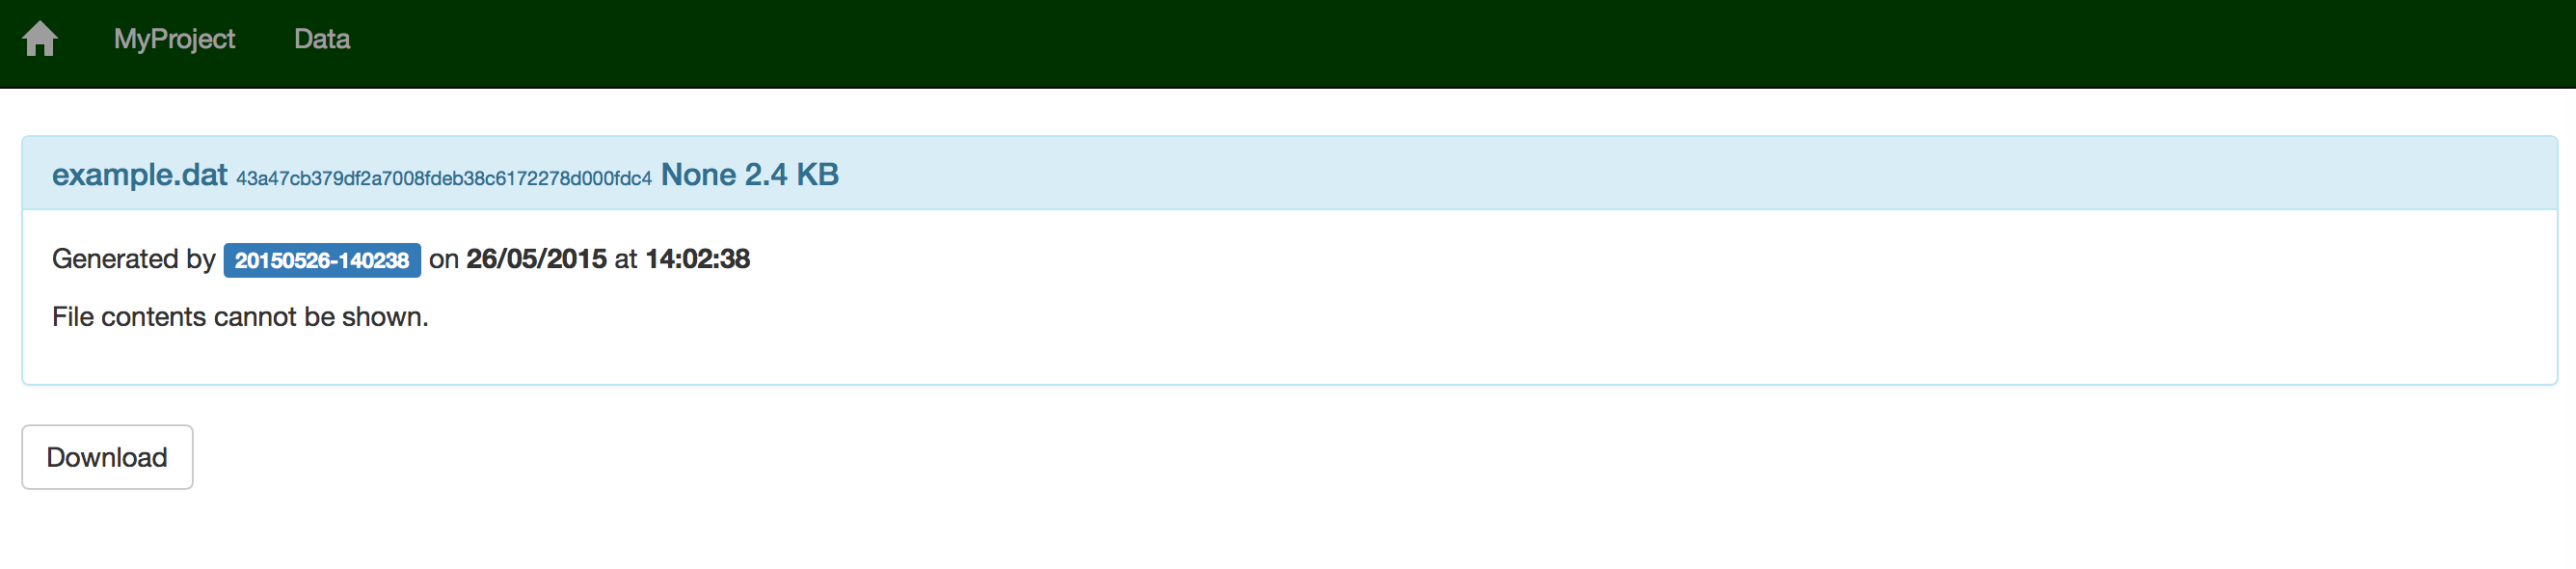 MyProject Data
example.dat 43a47cb379df2a7008fdeb38c6172278d000fdc4 None 2.4 KB
Generated by 20150526-140238 on 26/05/2015 at 14:02:38
File contents cannot be shown.
Download